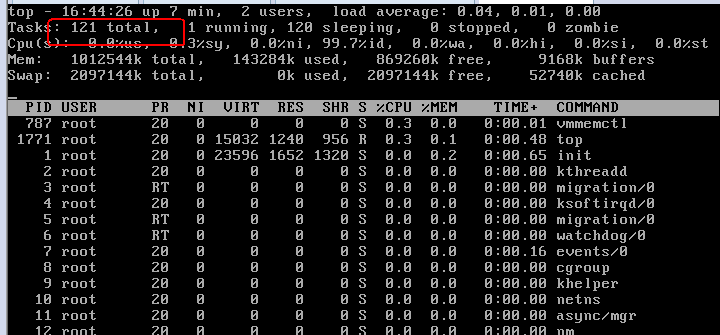 top - 16:44:26 up 7 min,  2 users,  load average: 0.04, 0.01, 0.00
Tasks: 121 total,   1 running, 120 sleeping,   0 stopped,   0 zombie
Cpu(s):  0.0%us,  0.3%sy,  0.0%ni, 99.7%id,  0.0%wa,  0.0%hi,  0.0%si,  0.0%st
Mem:   1012544k total,   143284k used,   869260k free,     9168k buffers
Swap:  2097144k total,        0k used,  2097144k free,    52740k cached
PID USER      PR  NI  VIRT  RES  SHR S %CPU %MEM    TIME+  COMMAND
787 root      20   0     0    0    0 S  0.3  0.0   0:00.01 vmmemctl
1771 root      20   0 15032 1240  956 R  0.3  0.1   0:00.48 top
1 root      20   0 23596 1652 1320 S  0.0  0.2   0:00.65 init
2 root      20   0     0    0    0 S  0.0  0.0   0:00.00 kthreadd
3 root      RT   0     0    0    0 S  0.0  0.0   0:00.00 migration/0
4 root      20   0     0    0    0 S  0.0  0.0   0:00.00 ksoftirqd/0
5 root      RT   0     0    0    0 S  0.0  0.0   0:00.00 migration/0
6 root      RT   0     0    0    0 S  0.0  0.0   0:00.00 watchdog/0
7 root      20   0     0    0    0 S  0.0  0.0   0:00.16 events/0
8 root      20   0     0    0    0 S  0.0  0.0   0:00.00 cgroup
9 root      20   0     0    0    0 S  0.0  0.0   0:00.00 khelper
10 root      20   0     0    0    0 S  0.0  0.0   0:00.00 netns
11 root      20   0     0    0    0 S  0.0  0.0   0:00.00 async/mgr
12 root      20   0     0    0    0 S  0.0  0.0   0:00.00 pm